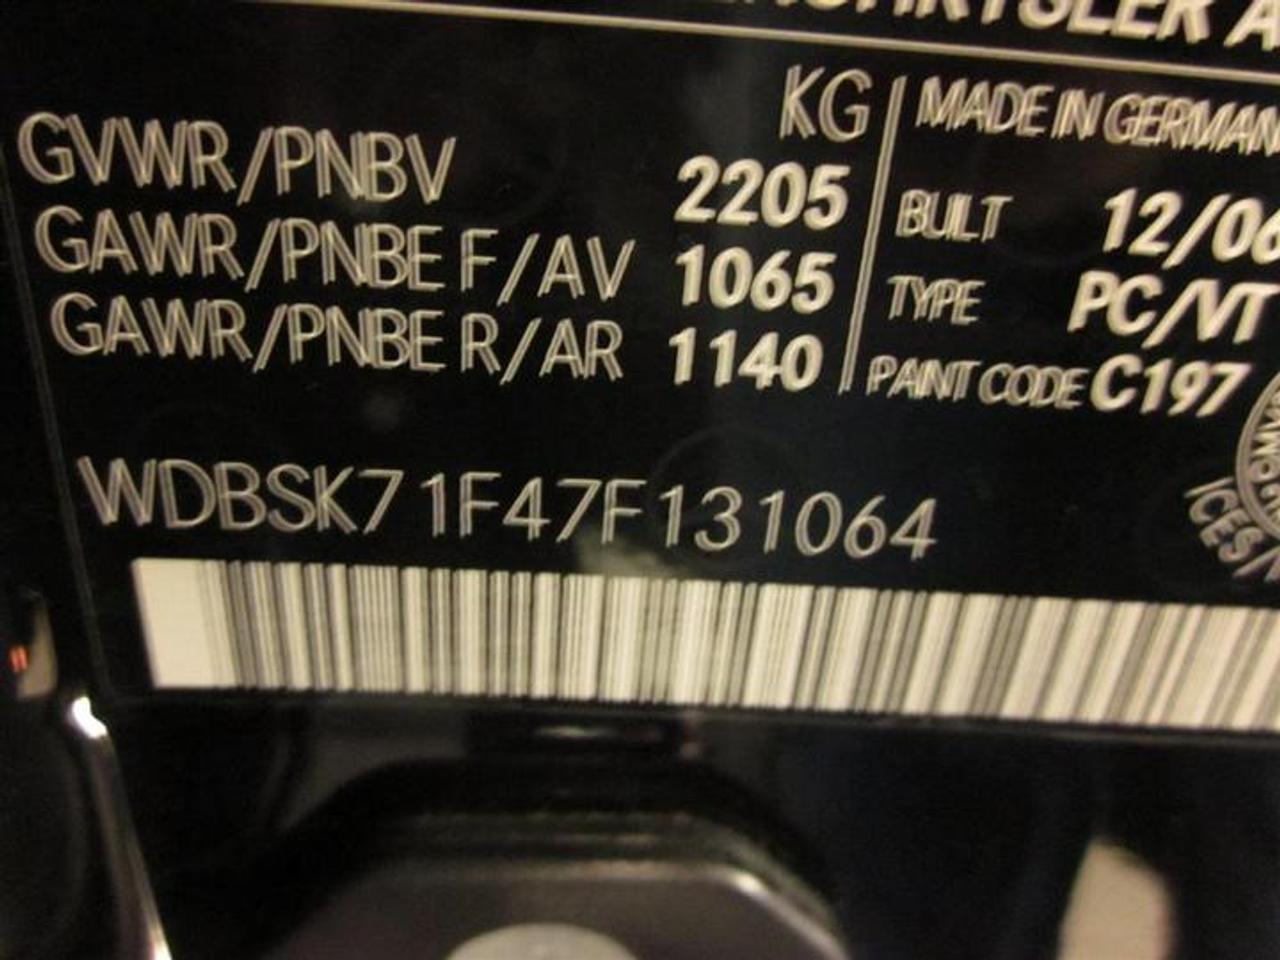 CHRYSLER A
KG
GVWR/PNBV 2205
GAWR/PNBE F/AV 1065
GAWR/PNBE R/AR 1140
MADE IN GERMAN
BUILT 12/06
TYPE PC/VT
PAINT CODE C197
WDBSK71F47F131064